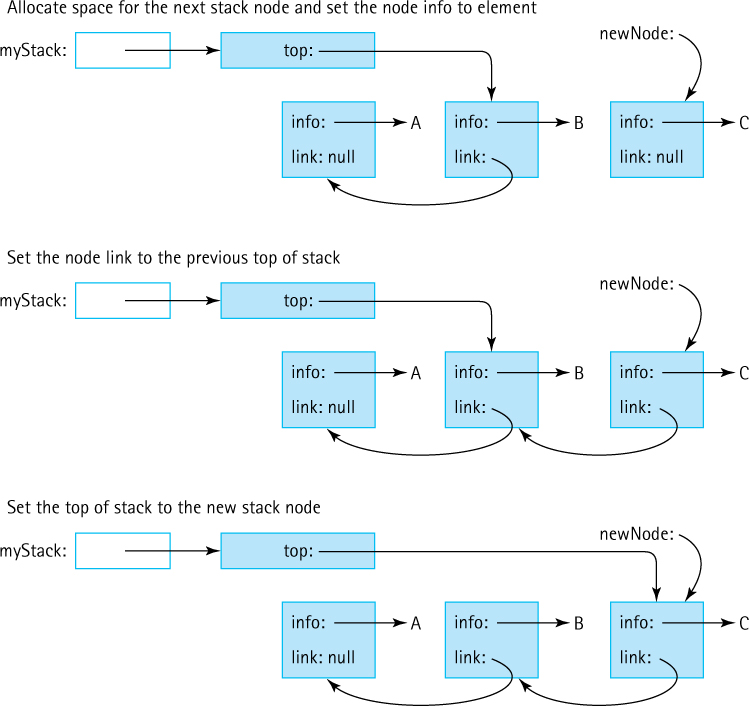 Allocate space for the next stack node and set the node info to element
newNode:
myStack: top:
info: A info: B info: C
link: null link: link: null
Set the node link to the previous top of stack
newNode:
myStack: top:
info: A info: B info: C
link: null link: link:
Set the top of stack to the new stack node
newNode:
myStack: top:
info: A info: B info: C
link: null link: link: